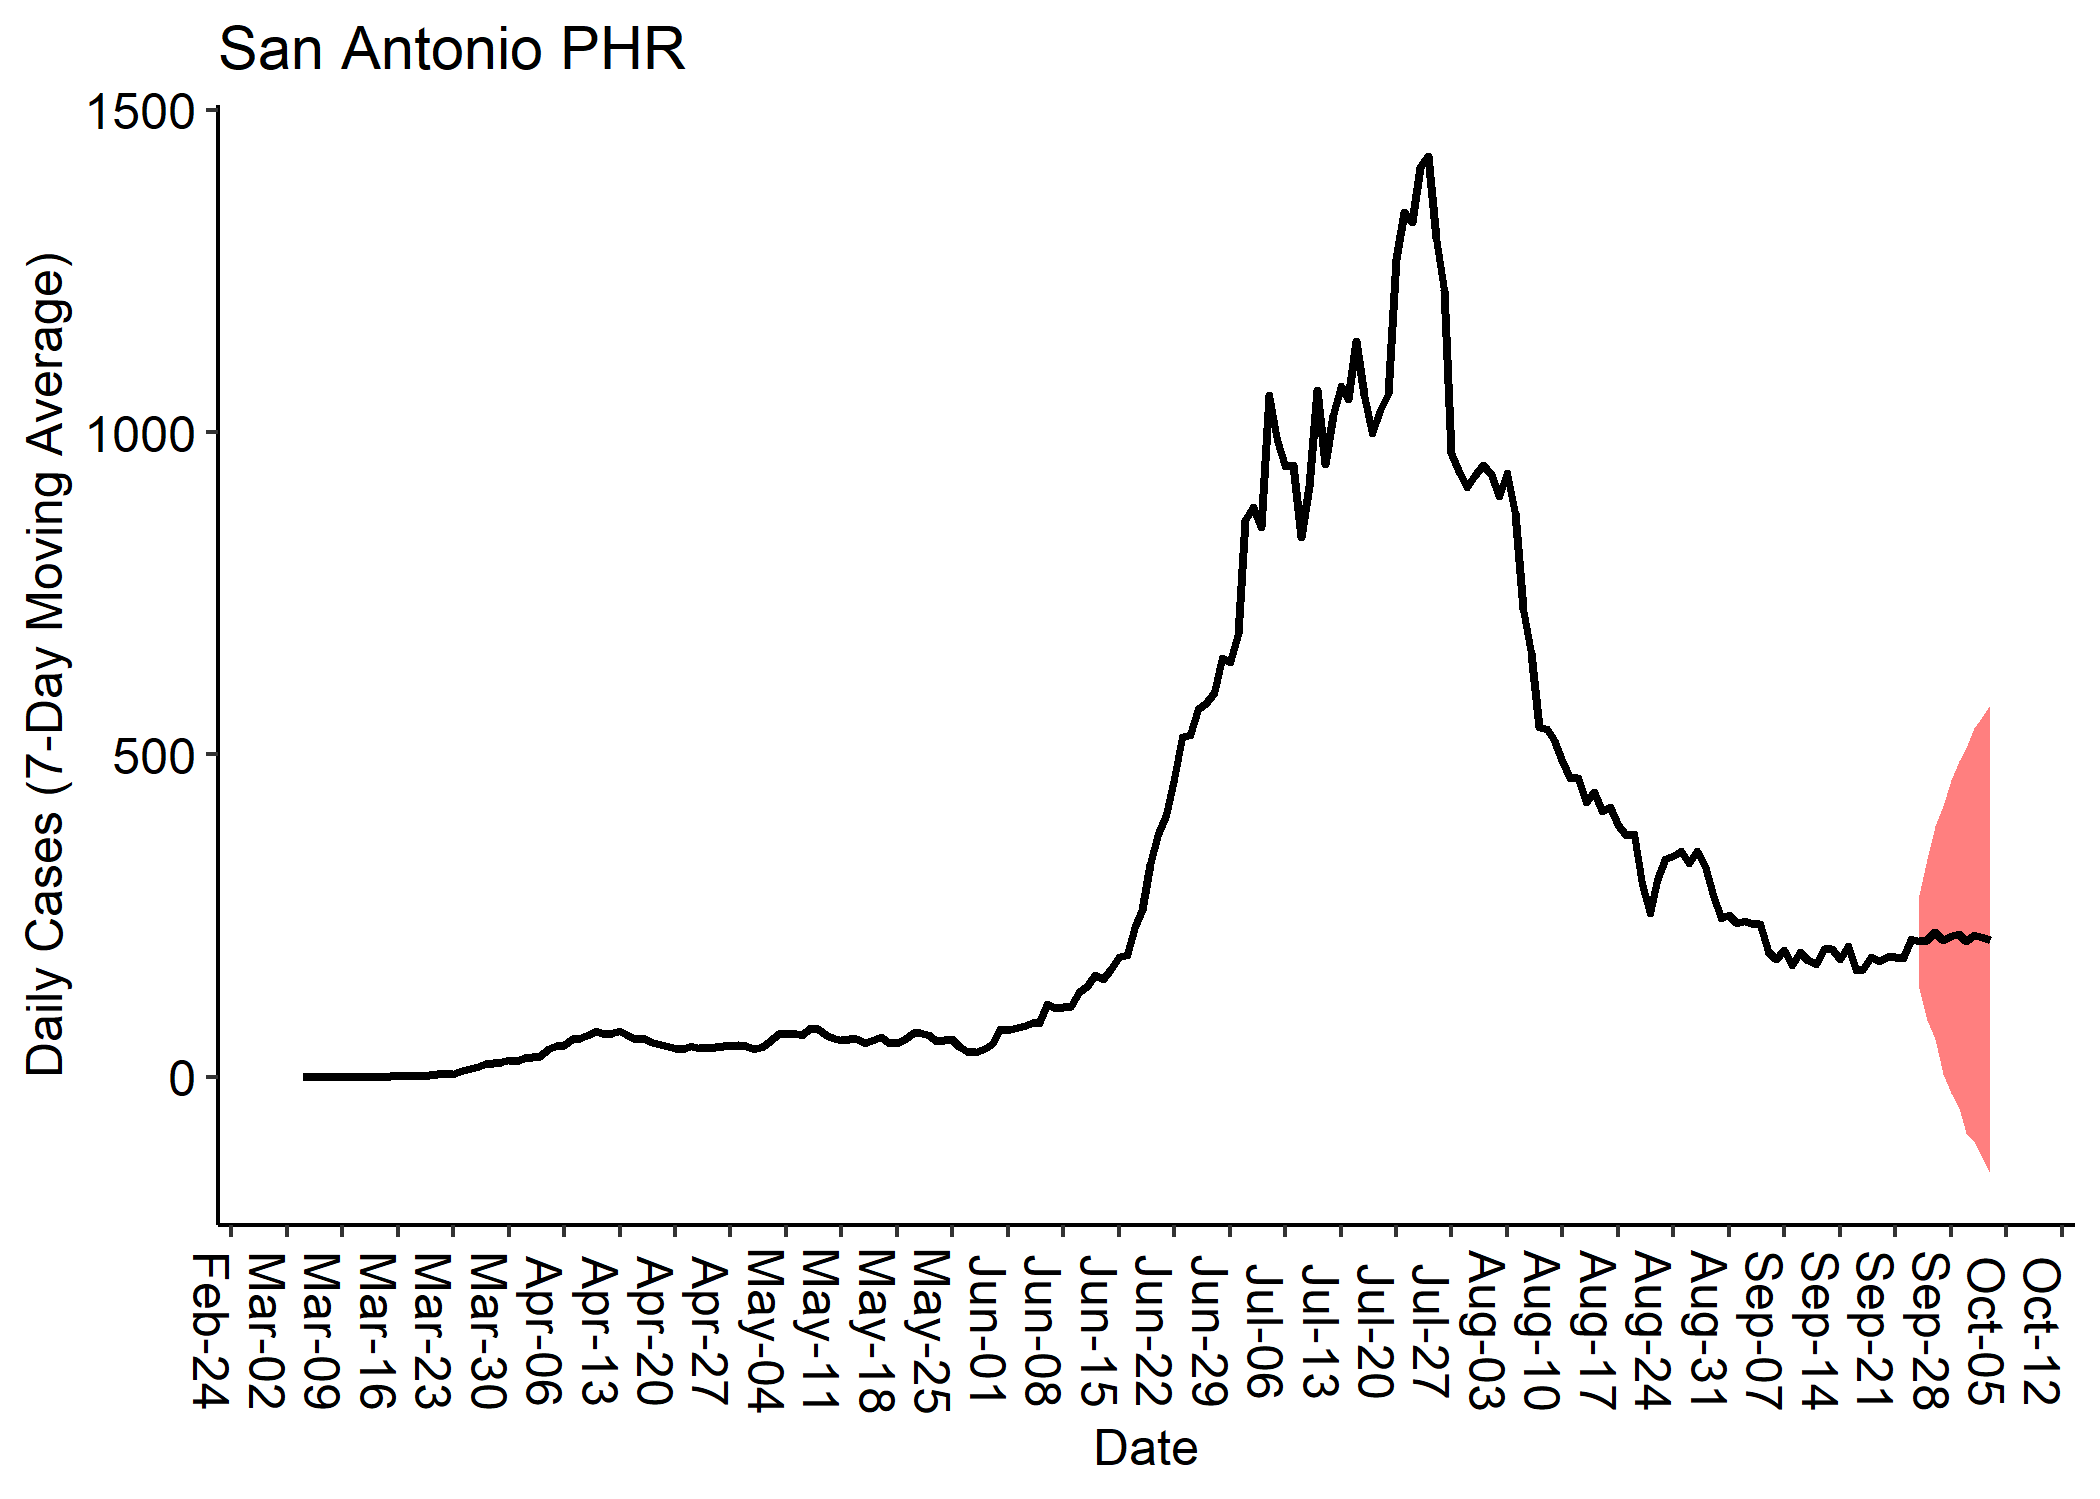 San Antonio PHR
Daily Cases (7-Day Moving Average)
1500
1000
500
0
Feb-24
Mar-02
Mar-09
Mar-16
Mar-23
Mar-30
Apr-06
Apr-13
Apr-20
Apr-27
May-04
May-11
May-18
May-25
Jun-01
Jun-08
Jun-15
Jun-22
Jun-29
Jul-06
Jul-13
Jul-20
Jul-27
Aug-03
Aug-10
Aug-17
Aug-24
Aug-31
Sep-07
Sep-14
Sep-21
Sep-28
Oct-05
Oct-12
Date